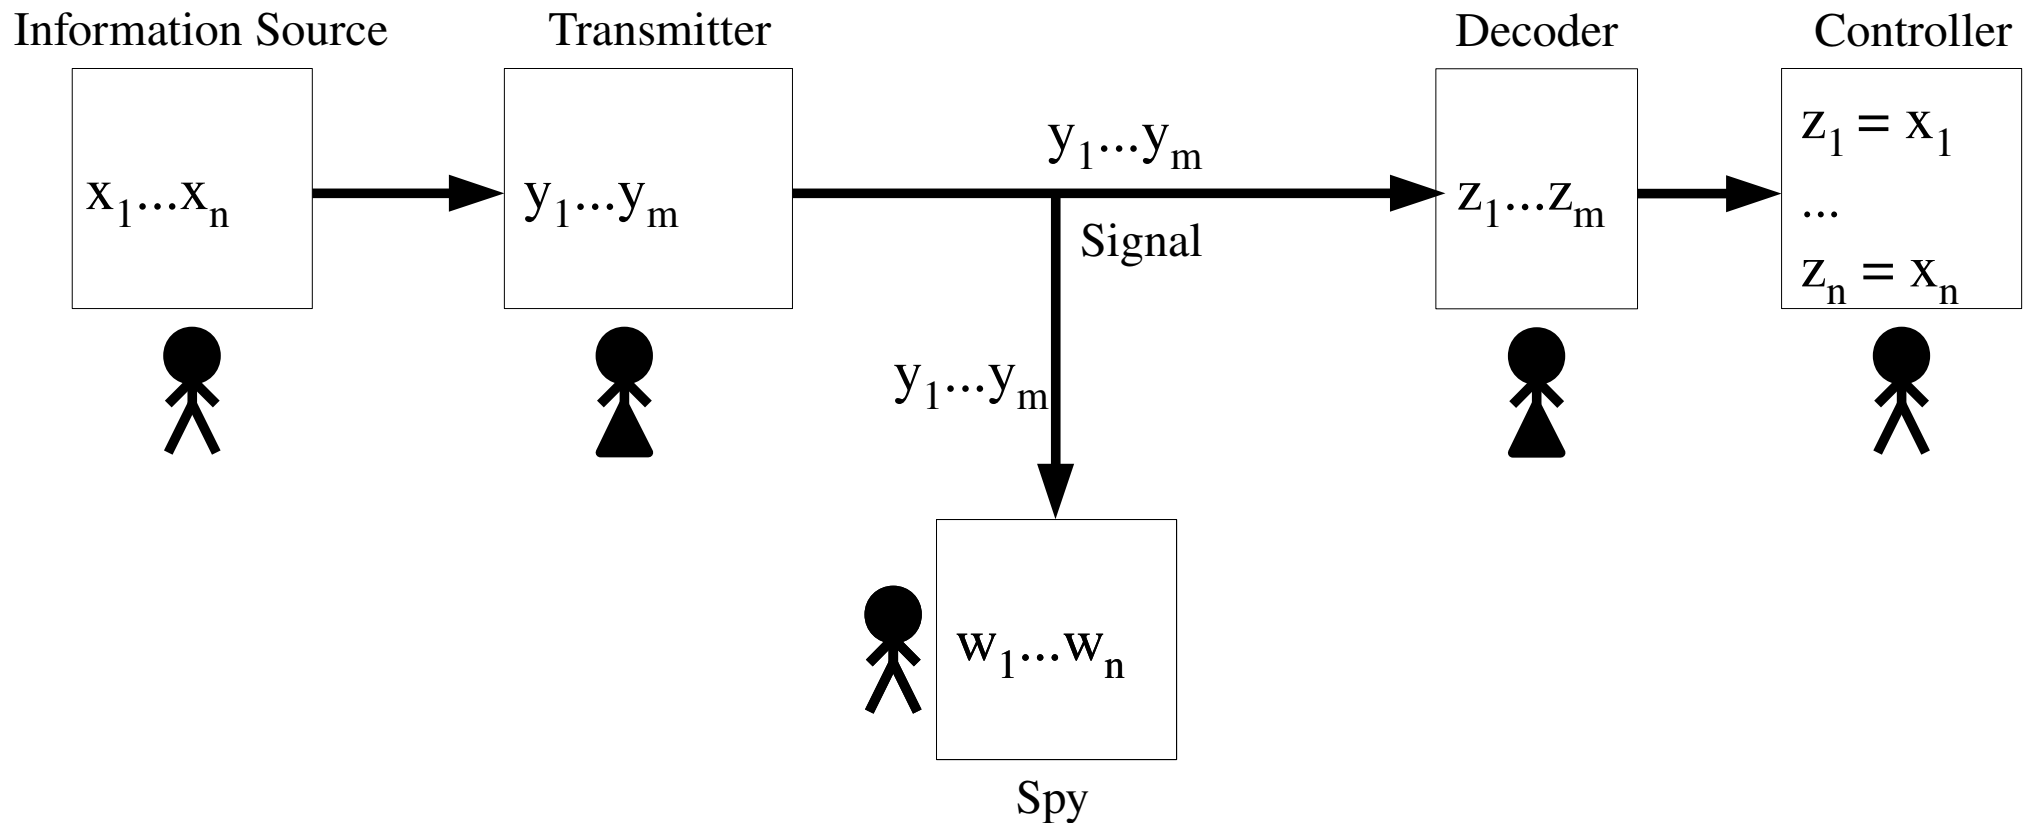 Information Source
Transmitter
Decoder
Controller
x₁...xₙ
y₁...yₘ
y₁...yₘ
Signal
z₁...zₘ
z₁ = x₁
...
zₙ = xₙ
y₁...yₘ
w₁...wₙ
Spy